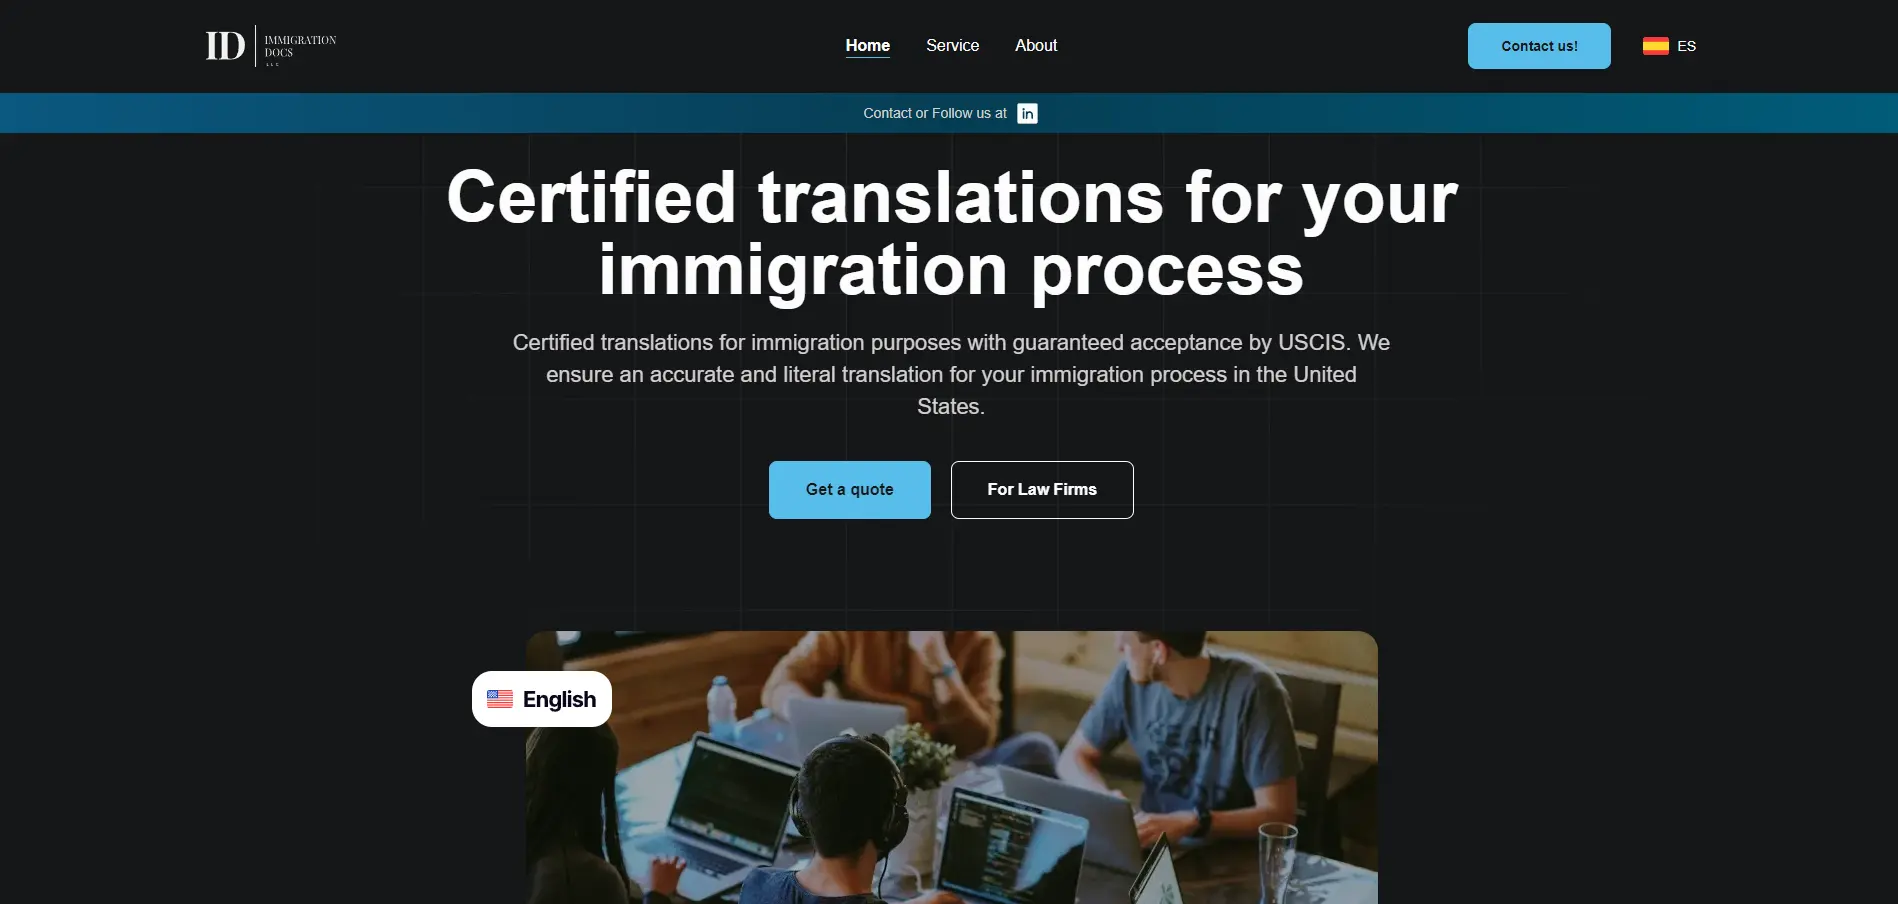 ID
IMMIGRATION
DOCS
LLC
Home
Service
About
Contact us!
ES
Contact or Follow us at in
Certified translations for your
immigration process
Certified translations for immigration purposes with guaranteed acceptance by USCIS. We
ensure an accurate and literal translation for your immigration process in the United
States.
Get a quote
For Law Firms
English